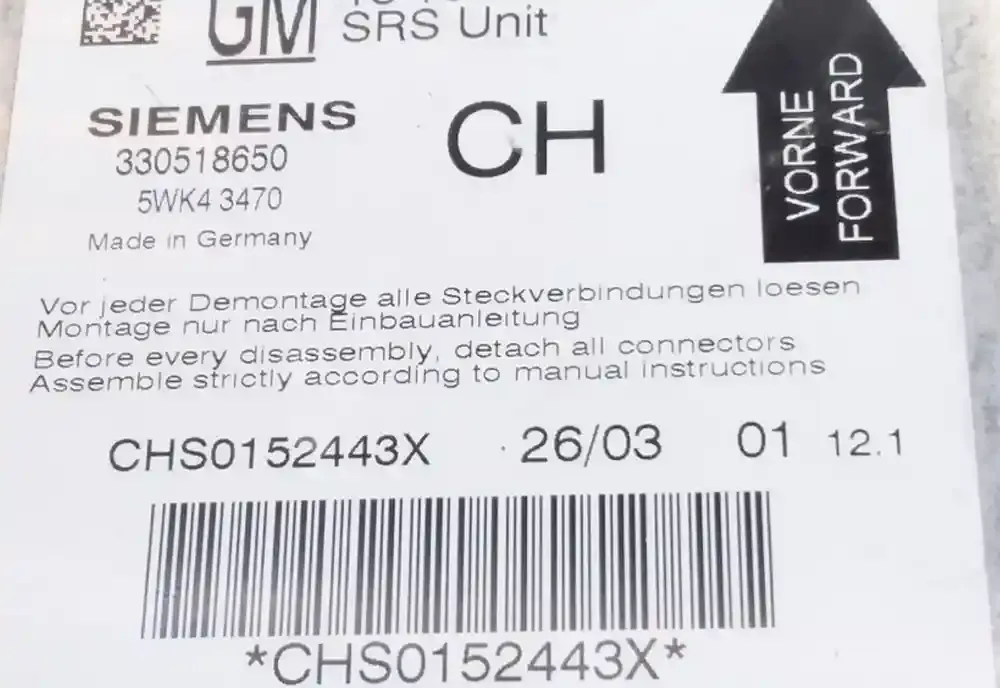 GM
SRS Unit
SIEMENS
CH
330518650
5WK4 3470
Made in Germany
VORNE
FORWARD
Vor jeder Demontage alle Steckverbindungen loesen
Montage nur nach Einbauanleitung
Before every disassembly, detach all connectors
Assemble strictly according to manual instructions
CHS0152443X 26/03 01 12.1
*CHS0152443X*